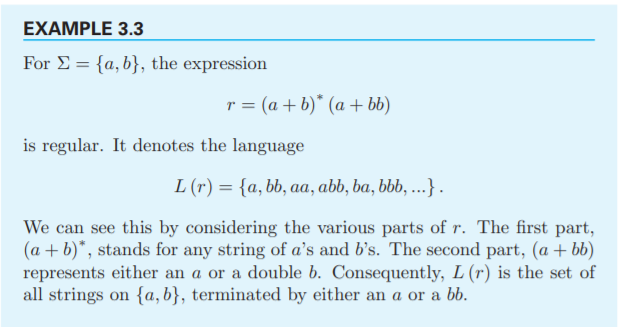 EXAMPLE 3.3
For Σ = {a, b}, the expression
r = (a + b)* (a + bb)
is regular. It denotes the language
L (r) = {a, bb, aa, abb, ba, bbb, ...} .
We can see this by considering the various parts of r. The first part,
(a + b)*, stands for any string of a's and b's. The second part, (a + bb)
represents either an a or a double b. Consequently, L (r) is the set of
all strings on {a, b}, terminated by either an a or a bb.